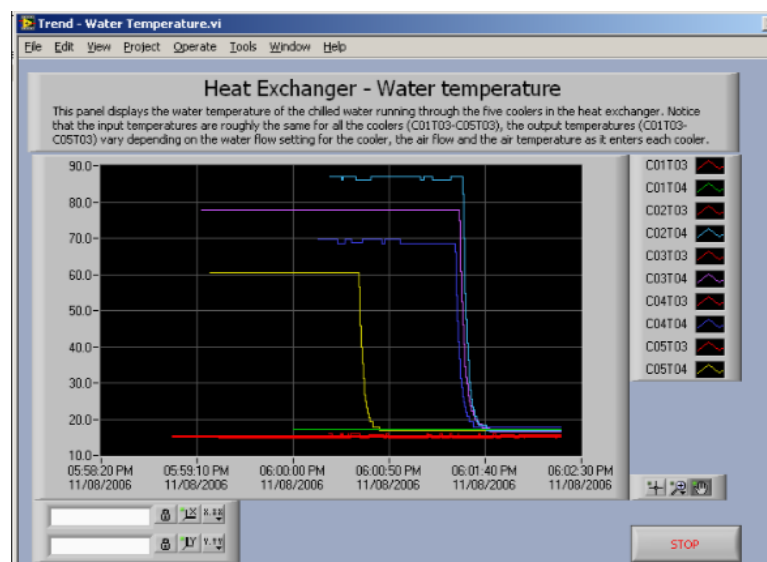 Trend - Water Temperature.vi
File Edit View Project Operate Tools Window Help
Heat Exchanger - Water temperature
This panel displays the water temperature of the chilled water running through the five coolers in the heat exchanger. Notice
that the input temperatures are roughly the same for all the coolers (C01T03-C05T03), the output temperatures (C01T03-
C05T03) vary depending on the water flow setting for the cooler, the air flow and the air temperature as it enters each cooler.
90.0
80.0
70.0
60.0
50.0
40.0
30.0
20.0
10.0
05:58:20 PM 05:59:10 PM 06:00:00 PM 06:00:50 PM 06:01:40 PM 06:02:30 PM
11/08/2006 11/08/2006 11/08/2006 11/08/2006 11/08/2006 11/08/2006
C01T03
C01T04
C02T03
C02T04
C03T03
C03T04
C04T03
C04T04
C05T03
C05T04
X X.XX
Y Y.YY
STOP